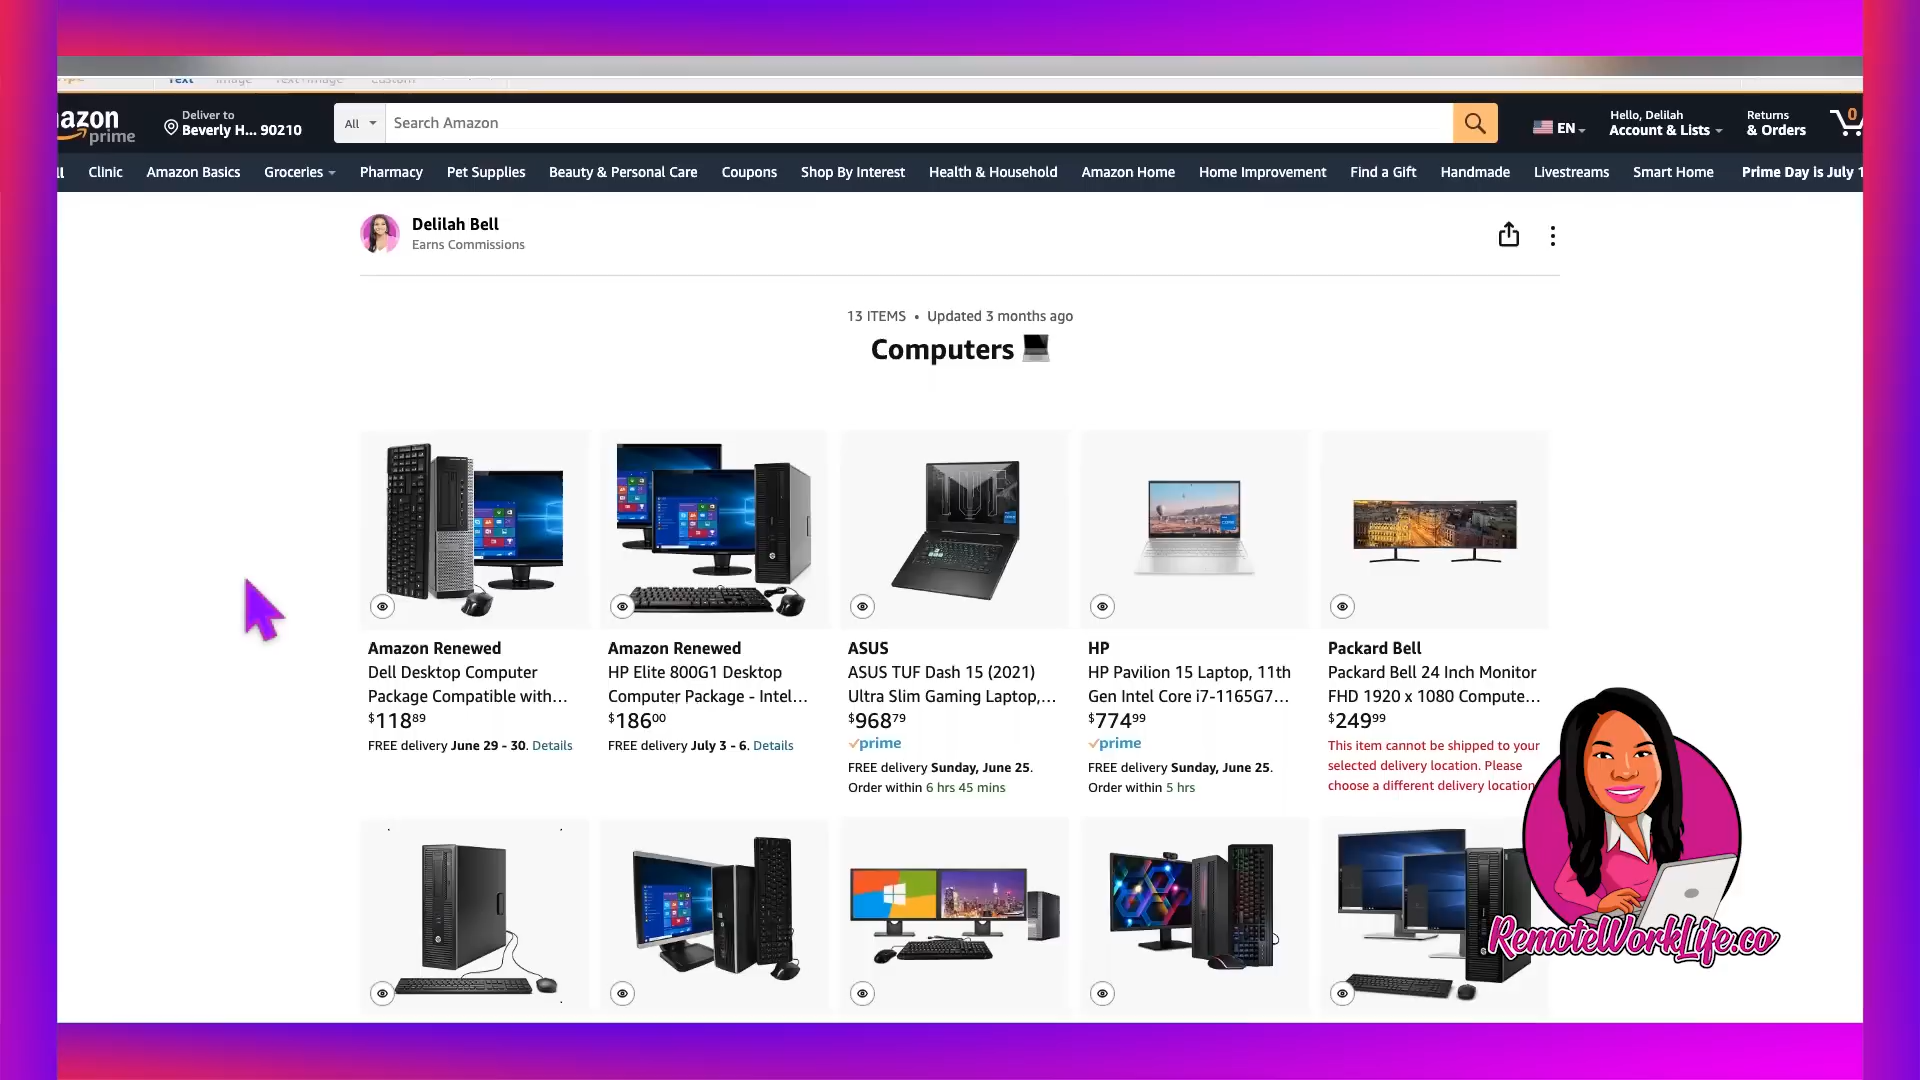 Text Image Text+Image Custom
azon
prime
Deliver to
Beverly H... 90210
All
Search Amazon
EN
Hello, Delilah
Account & Lists
Returns
& Orders
0
ll Clinic Amazon Basics Groceries Pharmacy Pet Supplies Beauty & Personal Care Coupons Shop By Interest Health & Household Amazon Home Home Improvement Find a Gift Handmade Livestreams Smart Home Prime Day is July 1
Delilah Bell
Earns Commissions
13 ITEMS • Updated 3 months ago
Computers 💻
Amazon Renewed
Dell Desktop Computer
Package Compatible with...
$118 89
FREE delivery June 29 - 30. Details
Amazon Renewed
HP Elite 800G1 Desktop
Computer Package - Intel...
$186 00
FREE delivery July 3 - 6. Details
TUF
ASUS
ASUS TUF Dash 15 (2021)
Ultra Slim Gaming Laptop,...
$968 79
prime
FREE delivery Sunday, June 25.
Order within 6 hrs 45 mins
HP
HP Pavilion 15 Laptop, 11th
Gen Intel Core i7-1165G7...
$774 99
prime
FREE delivery Sunday, June 25.
Order within 5 hrs
Packard Bell
Packard Bell 24 Inch Monitor
FHD 1920 x 1080 Compute...
$249 99
This item cannot be shipped to your
selected delivery location. Please
choose a different delivery location
RemoteWorkLife.co